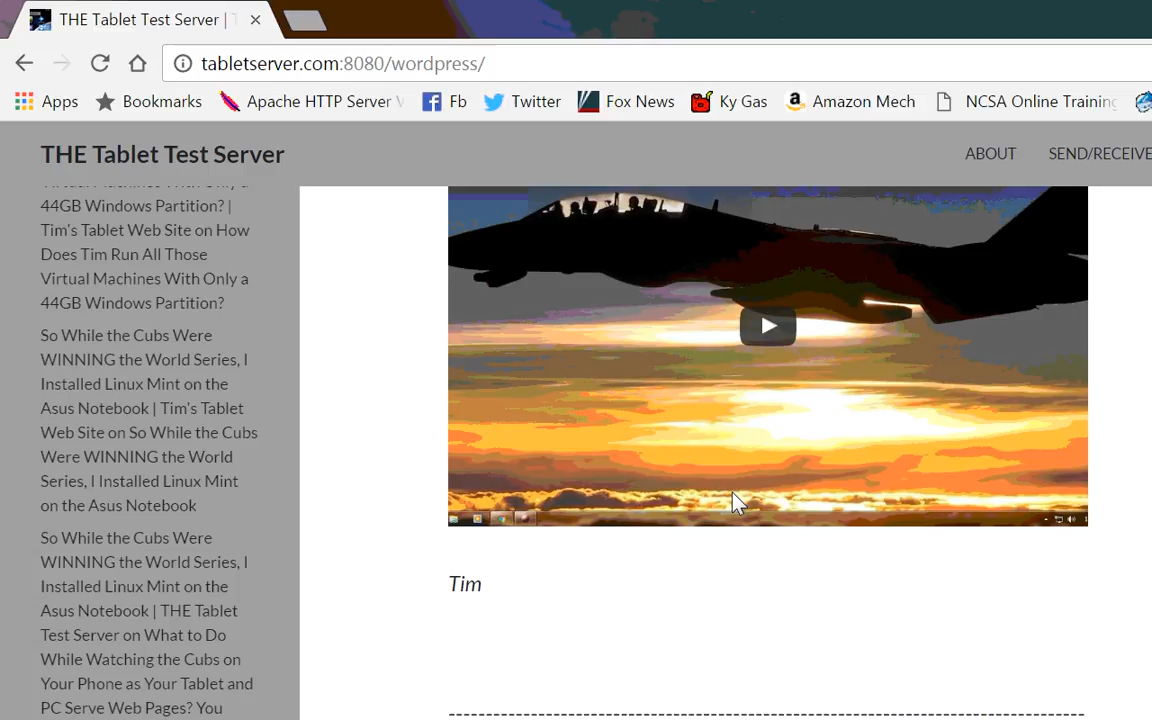 THE Tablet Test Server |
tabletserver.com:8080/wordpress/
Apps Bookmarks Apache HTTP Server Fb Twitter Fox News Ky Gas Amazon Mech NCSA Online Training
THE Tablet Test Server
ABOUT SEND/RECEIVE
Virtual Machines With Only a
44GB Windows Partition? |
Tim's Tablet Web Site on How
Does Tim Run All Those
Virtual Machines With Only a
44GB Windows Partition?
So While the Cubs Were
WINNING the World Series, I
Installed Linux Mint on the
Asus Notebook | Tim's Tablet
Web Site on So While the Cubs
Were WINNING the World
Series, I Installed Linux Mint
on the Asus Notebook
So While the Cubs Were
WINNING the World Series, I
Installed Linux Mint on the
Asus Notebook | THE Tablet
Test Server on What to Do
While Watching the Cubs on
Your Phone as Your Tablet and
PC Serve Web Pages? You
Tim